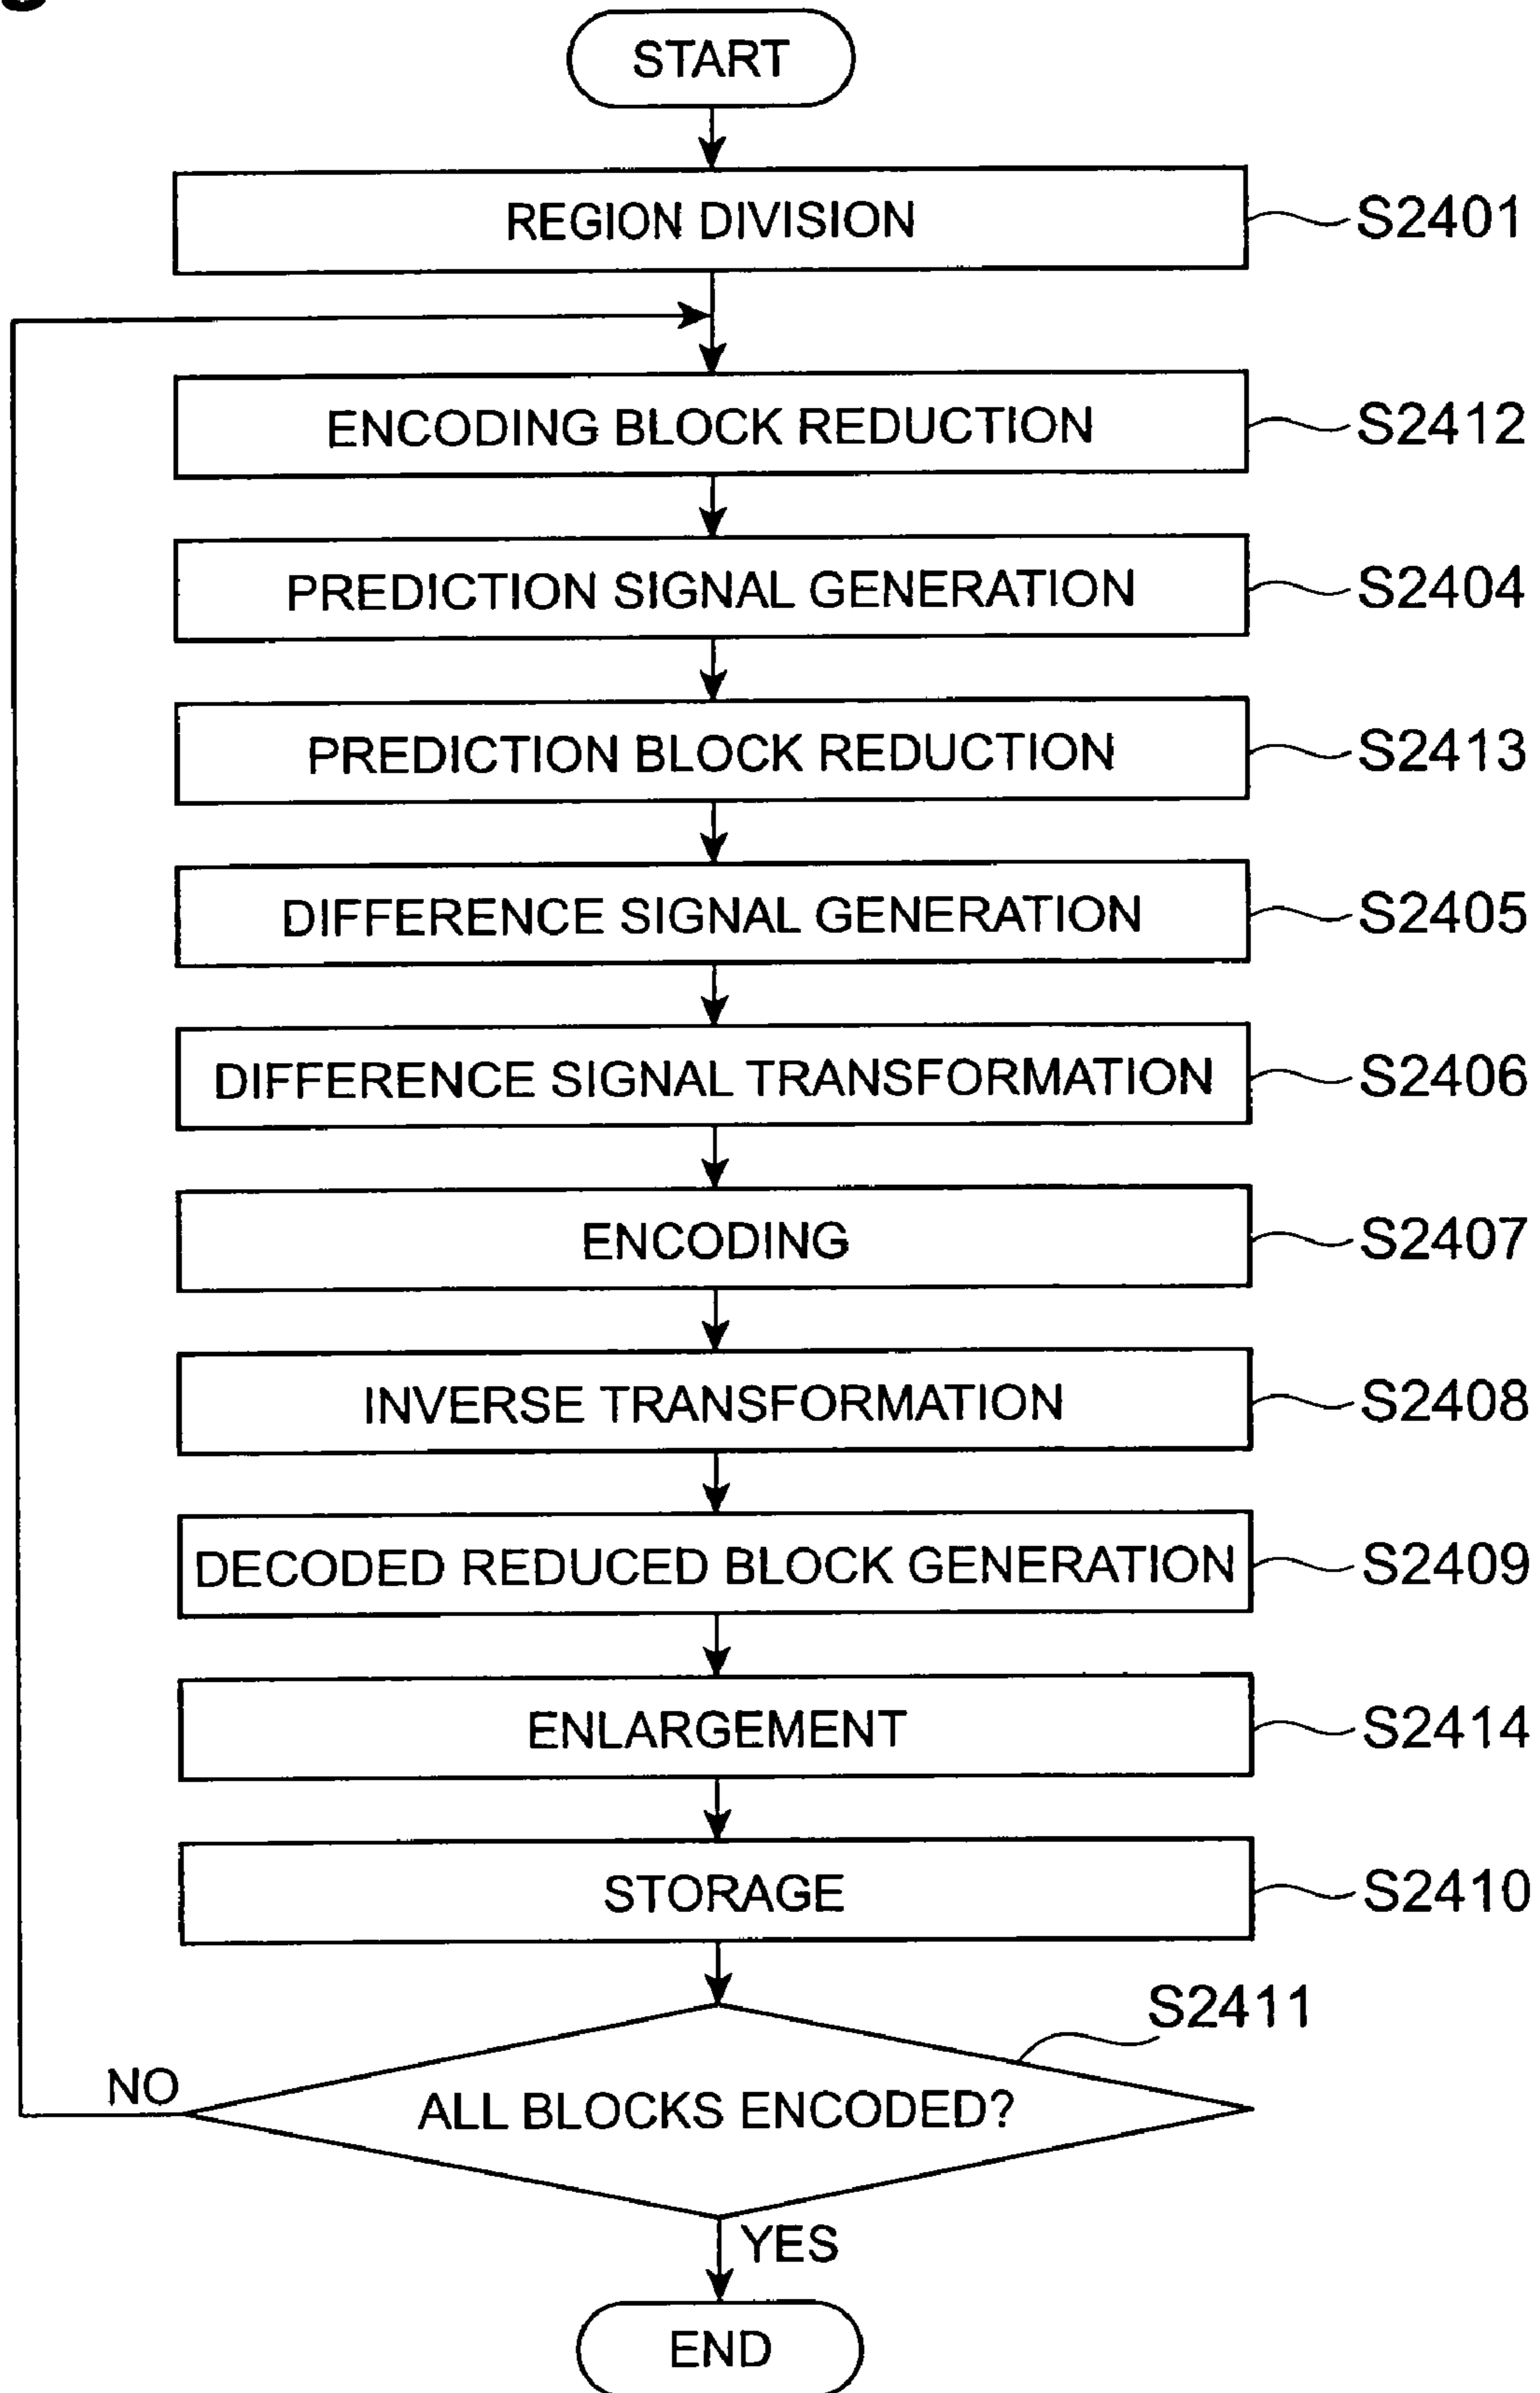 START
REGION DIVISION
S2401
ENCODING BLOCK REDUCTION
S2412
PREDICTION SIGNAL GENERATION
S2404
PREDICTION BLOCK REDUCTION
S2413
DIFFERENCE SIGNAL GENERATION
S2405
DIFFERENCE SIGNAL TRANSFORMATION
S2406
ENCODING
S2407
INVERSE TRANSFORMATION
S2408
DECODED REDUCED BLOCK GENERATION
S2409
ENLARGEMENT
S2414
STORAGE
S2410
S2411
NO
ALL BLOCKS ENCODED?
YES
END